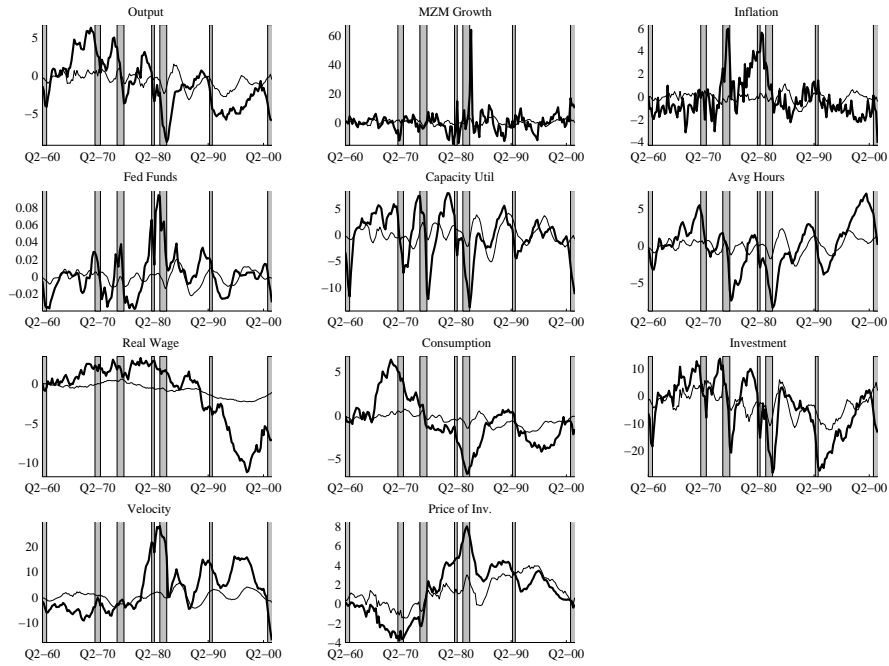 Output
MZM Growth
Inflation
5
0
−5
60
40
20
0
6
4
2
0
−2
−4
Q2−60 Q2−70 Q2−80 Q2−90 Q2−00
Q2−60 Q2−70 Q2−80 Q2−90 Q2−00
Q2−60 Q2−70 Q2−80 Q2−90 Q2−00
Fed Funds
Capacity Util
Avg Hours
0.08
0.06
0.04
0.02
0
−0.02
5
0
−5
−10
5
0
−5
Q2−60 Q2−70 Q2−80 Q2−90 Q2−00
Q2−60 Q2−70 Q2−80 Q2−90 Q2−00
Q2−60 Q2−70 Q2−80 Q2−90 Q2−00
Real Wage
Consumption
Investment
0
−5
−10
5
0
−5
10
0
−10
−20
Q2−60 Q2−70 Q2−80 Q2−90 Q2−00
Q2−60 Q2−70 Q2−80 Q2−90 Q2−00
Q2−60 Q2−70 Q2−80 Q2−90 Q2−00
Velocity
Price of Inv.
20
10
0
−10
8
6
4
2
0
−2
−4
Q2−60 Q2−70 Q2−80 Q2−90 Q2−00
Q2−60 Q2−70 Q2−80 Q2−90 Q2−00